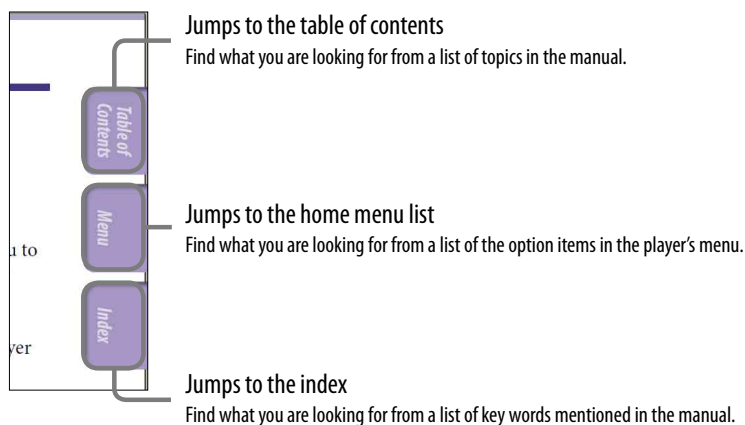 Jumps to the table of contents
Find what you are looking for from a list of topics in the manual.
Table of
Contents
Jumps to the home menu list
Find what you are looking for from a list of the option items in the player's menu.
Menu
u to
Index
yer
Jumps to the index
Find what you are looking for from a list of key words mentioned in the manual.